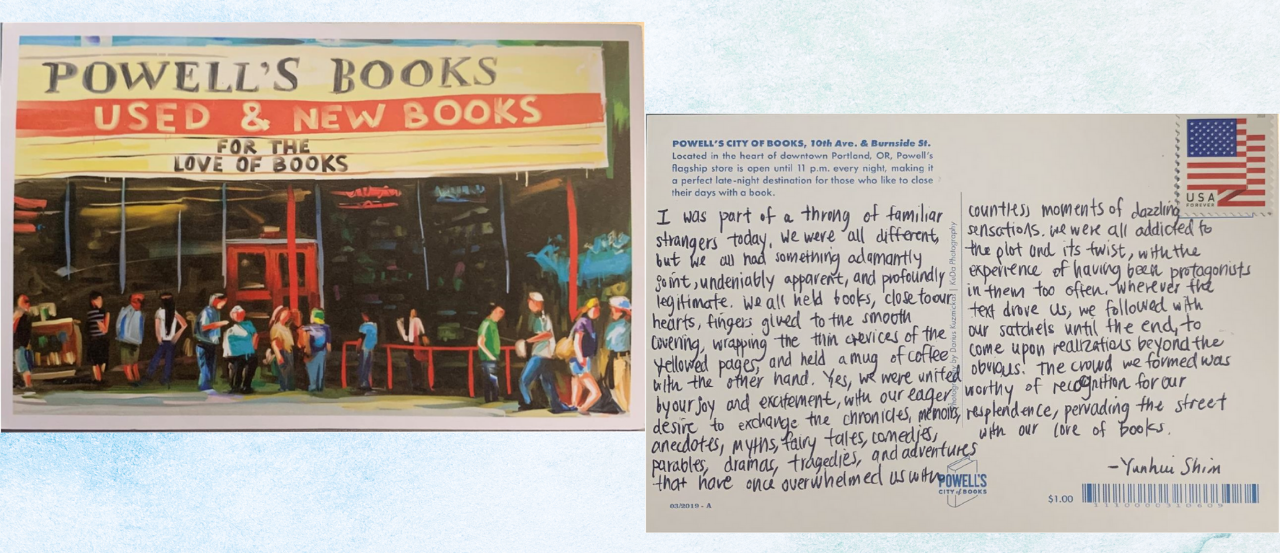 POWELL'S BOOKS
USED & NEW BOOKS
FOR THE
LOVE OF BOOKS
POWELL'S CITY OF BOOKS, 10th Ave. & Burnside St.
Located in the heart of downtown Portland, OR, Powell's
flagship store is open until 11 p.m. every night, making it
a perfect late-night destination for those who like to close
their days with a book.
USA
FOREVER
I was part of a throng of familiar
strangers today. We were all different,
but we all had something adamantly
joint, undeniably apparent, and profoundly
legitimate. We all held books, close to our
hearts, fingers glued to the smooth
covering, wrapping the thin crevices of the
yellowed pages, and held a mug of coffee
with the other hand. Yes, we were united
by our joy and excitement, with our eager
desire to exchange the chronicles, memoirs,
anecdotes, myths, fairy tales, comedies,
parables, dramas, tragedies, and adventures
that have once overwhelmed us with
countless moments of dazzling
sensations. We were all addicted to
the plot and its twist, with the
experience of having been protagonists
in them too often. Wherever the
text drove us, we followed with
our satchels until the end, to
come upon realizations beyond the
obvious. The crowd we formed was
worthy of recognition for our
resplendence, pervading the street
with our love of books.
-Yunhui Shim
Photography by Darius Kuzmickas | KuDa Photography
POWELL'S
CITY of BOOKS
03/2019 - A
$1.00